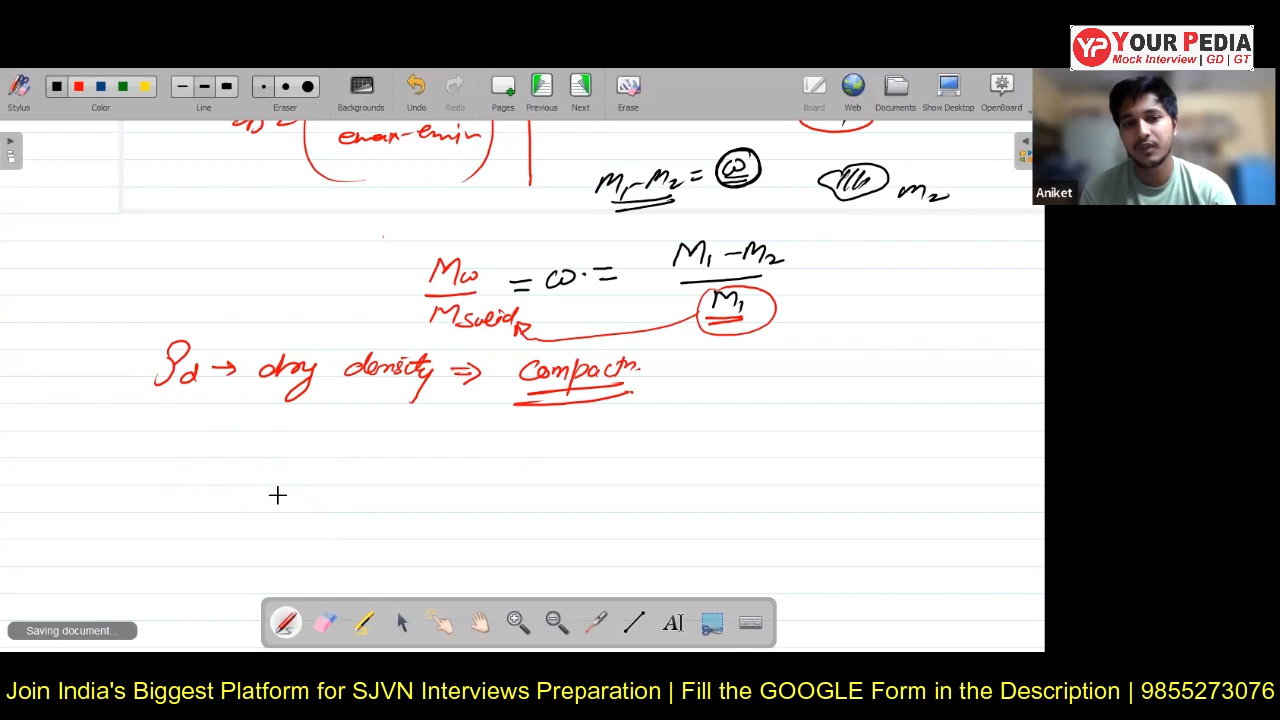 YP YOUR PEDIA
Mock Interview | GD | GT
Stylus Color Line Eraser Backgrounds Undo Redo Pages Previous Next Erase Board Web Documents Show Desktop OpenBoard
emax-emin
M1-M2 = ω
m2
Aniket
Mω / Msolid = ω. = M1-M2 / M1
ρd → dry density ⇒ compactn.
Saving document...
Join India's Biggest Platform for SJVN Interviews Preparation | Fill the GOOGLE Form in the Description | 9855273076